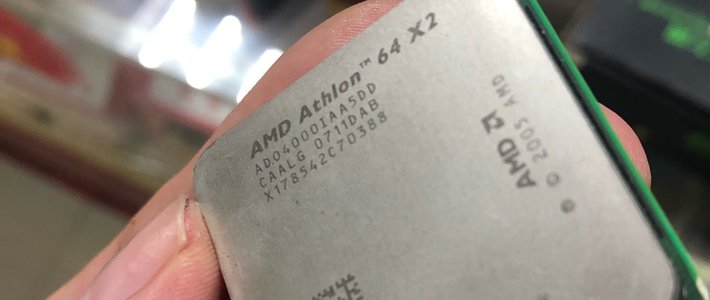 AMD Athlon™ 64 X2
ADO4000IAA5DD
CAALG 0711DAB
X178542C70388
AMD
© 2005 AMD